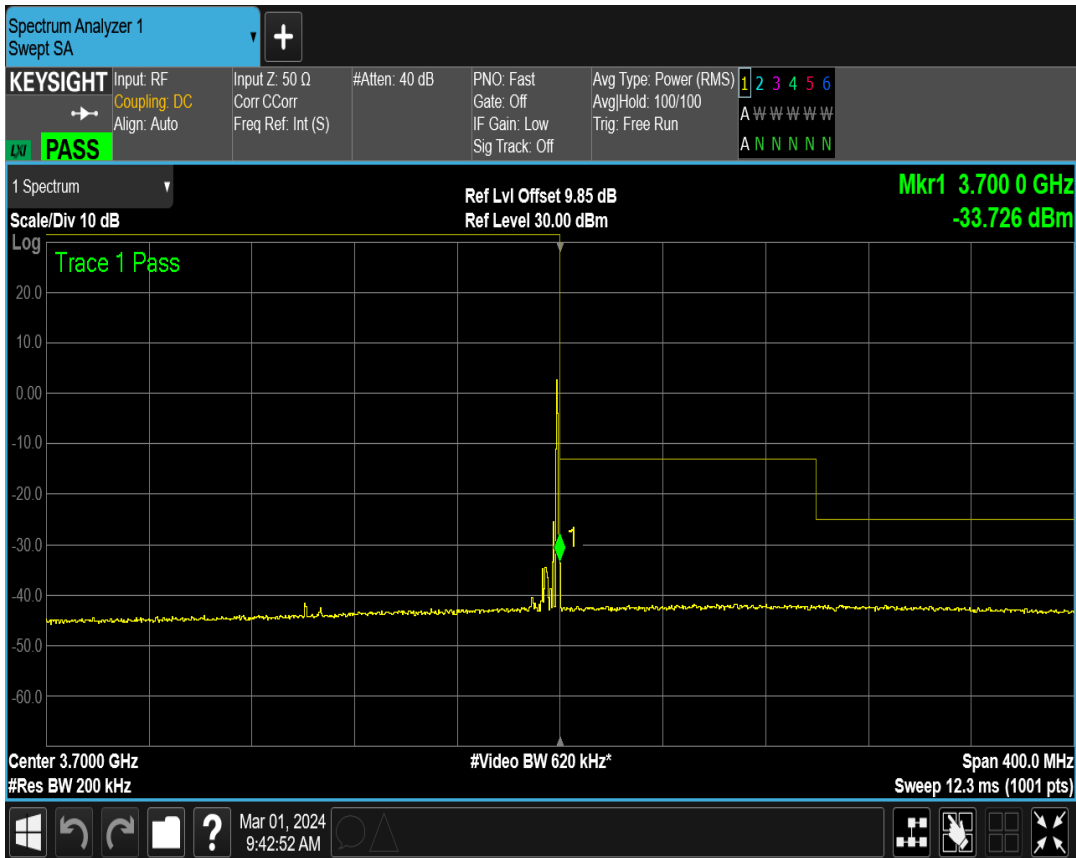 Spectrum Analyzer 1
Swept SA
+
KEYSIGHT
LXI PASS
Input: RF
Coupling: DC
Align: Auto
Input Z: 50 Ω
Corr CCorr
Freq Ref: Int (S)
#Atten: 40 dB
PNO: Fast
Gate: Off
IF Gain: Low
Sig Track: Off
Avg Type: Power (RMS)
Avg|Hold: 100/100
Trig: Free Run
1 2 3 4 5 6
A W W W W W
A N N N N N
1 Spectrum
Scale/Div 10 dB
Ref Lvl Offset 9.85 dB
Ref Level 30.00 dBm
Mkr1 3.700 0 GHz
-33.726 dBm
Log
Trace 1 Pass
20.0
10.0
0.00
-10.0
-20.0
-30.0
-40.0
-50.0
-60.0
1
Center 3.7000 GHz
#Res BW 200 kHz
#Video BW 620 kHz*
Span 400.0 MHz
Sweep 12.3 ms (1001 pts)
?
Mar 01, 2024
9:42:52 AM